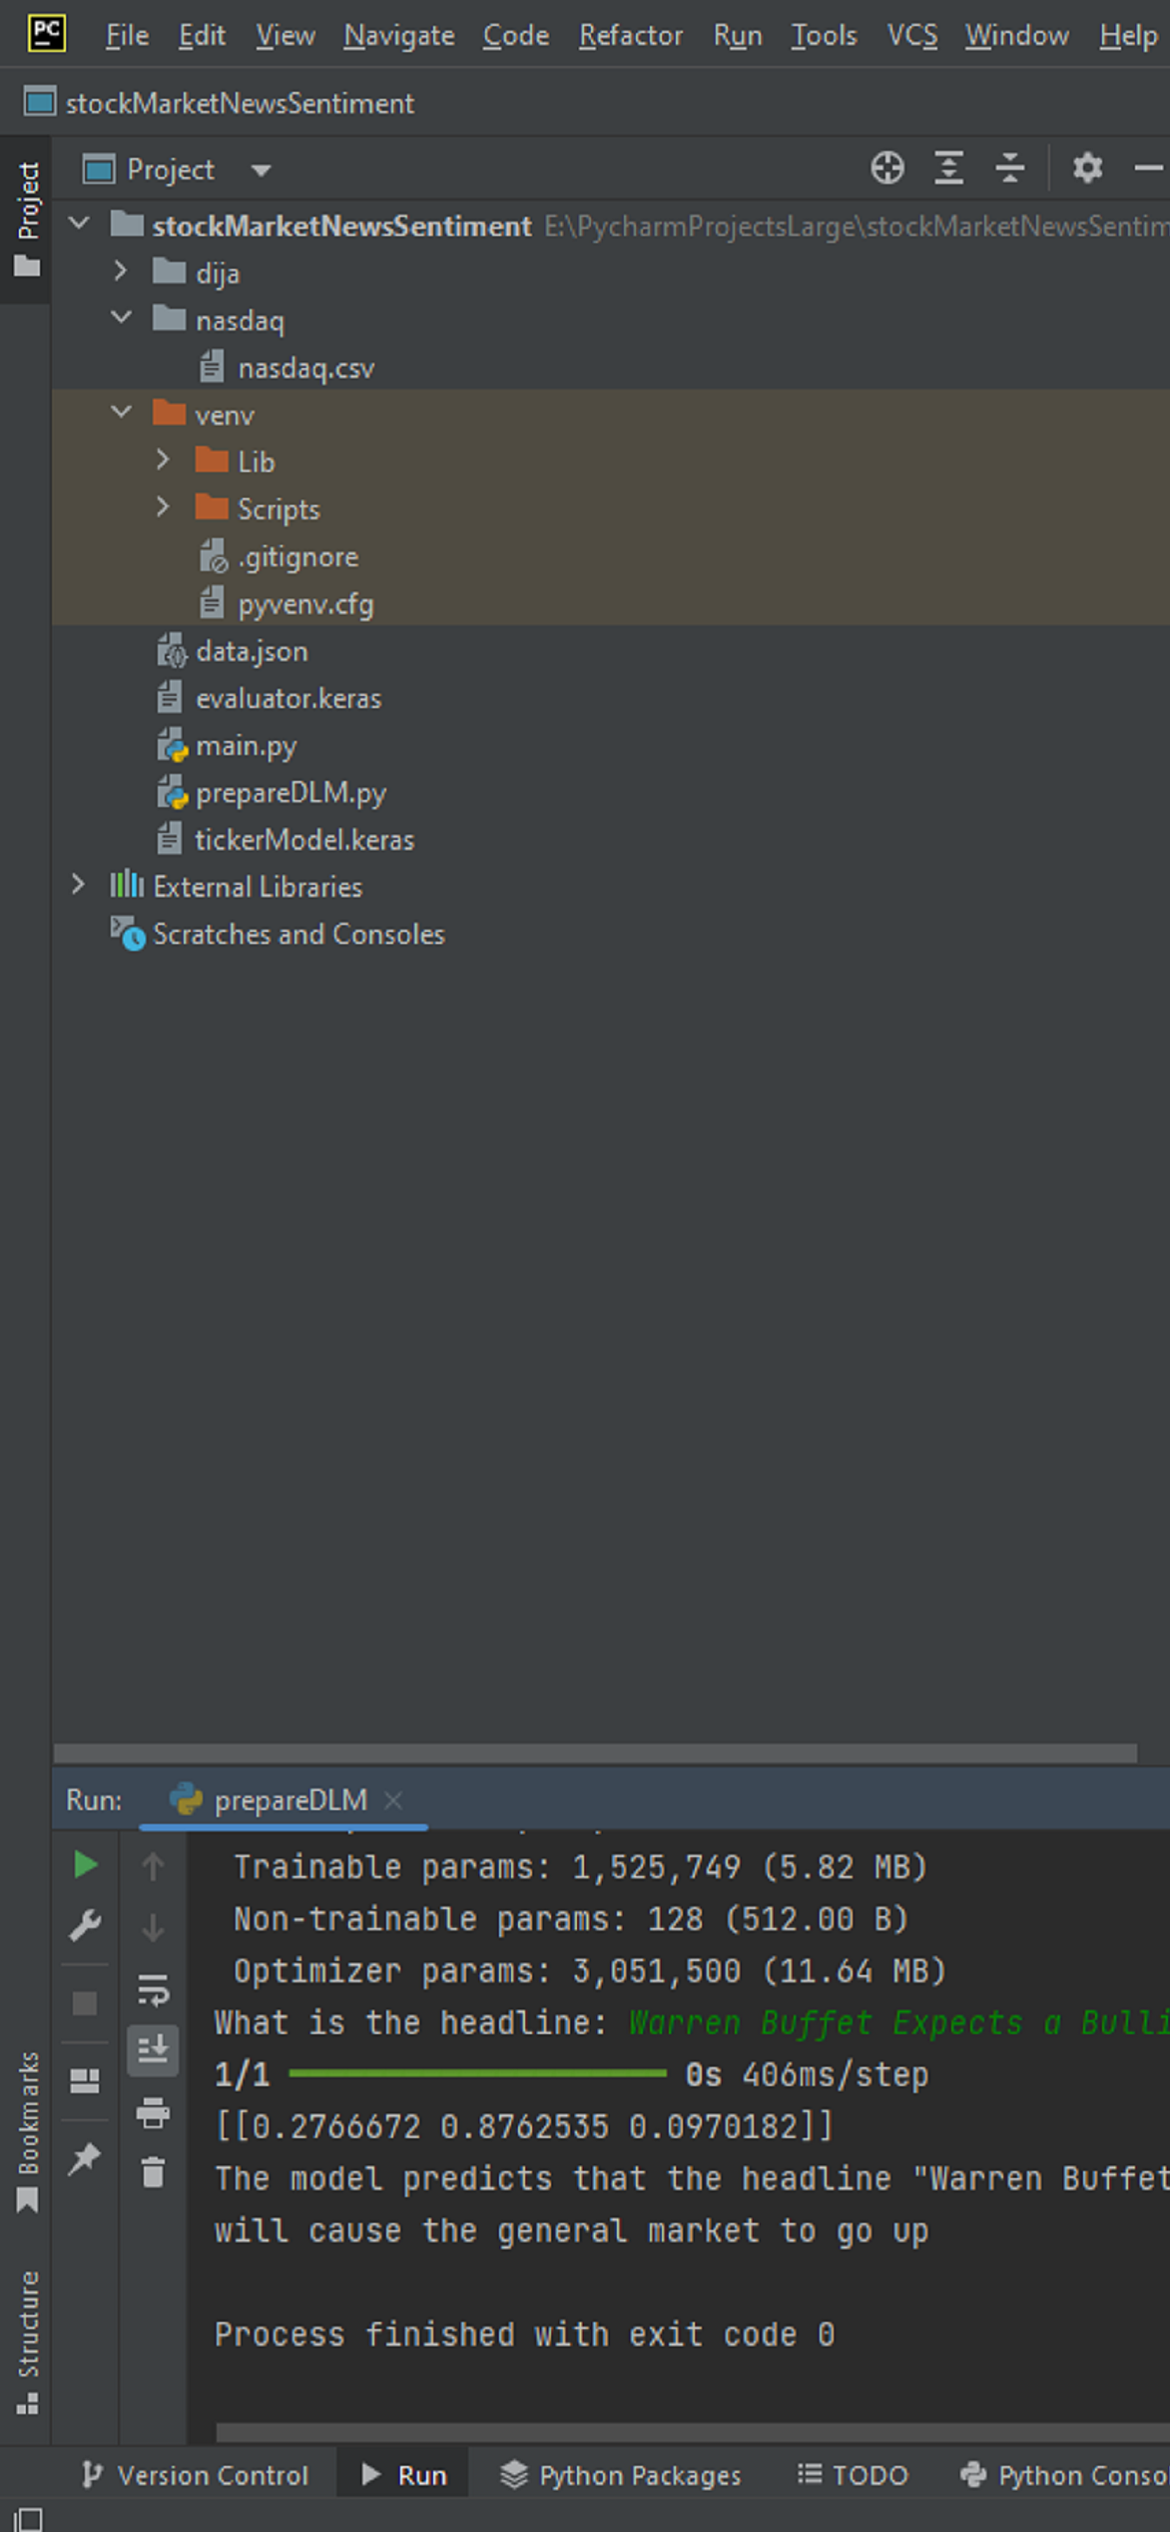 PC File Edit View Navigate Code Refactor Run Tools VCS Window Help
stockMarketNewsSentiment
Project
Project
stockMarketNewsSentiment E:\PycharmProjectsLarge\stockMarketNewsSentim
dija
nasdaq
nasdaq.csv
venv
Lib
Scripts
.gitignore
pyvenv.cfg
data.json
evaluator.keras
main.py
prepareDLM.py
tickerModel.keras
External Libraries
Scratches and Consoles
Run: prepareDLM
Trainable params: 1,525,749 (5.82 MB)
Non-trainable params: 128 (512.00 B)
Optimizer params: 3,051,500 (11.64 MB)
What is the headline: Warren Buffet Expects a Bulli
1/1 0s 406ms/step
[[0.2766672 0.8762535 0.0970182]]
The model predicts that the headline "Warren Buffet
will cause the general market to go up
Process finished with exit code 0
Bookmarks
Structure
Version Control Run Python Packages TODO Python Conso